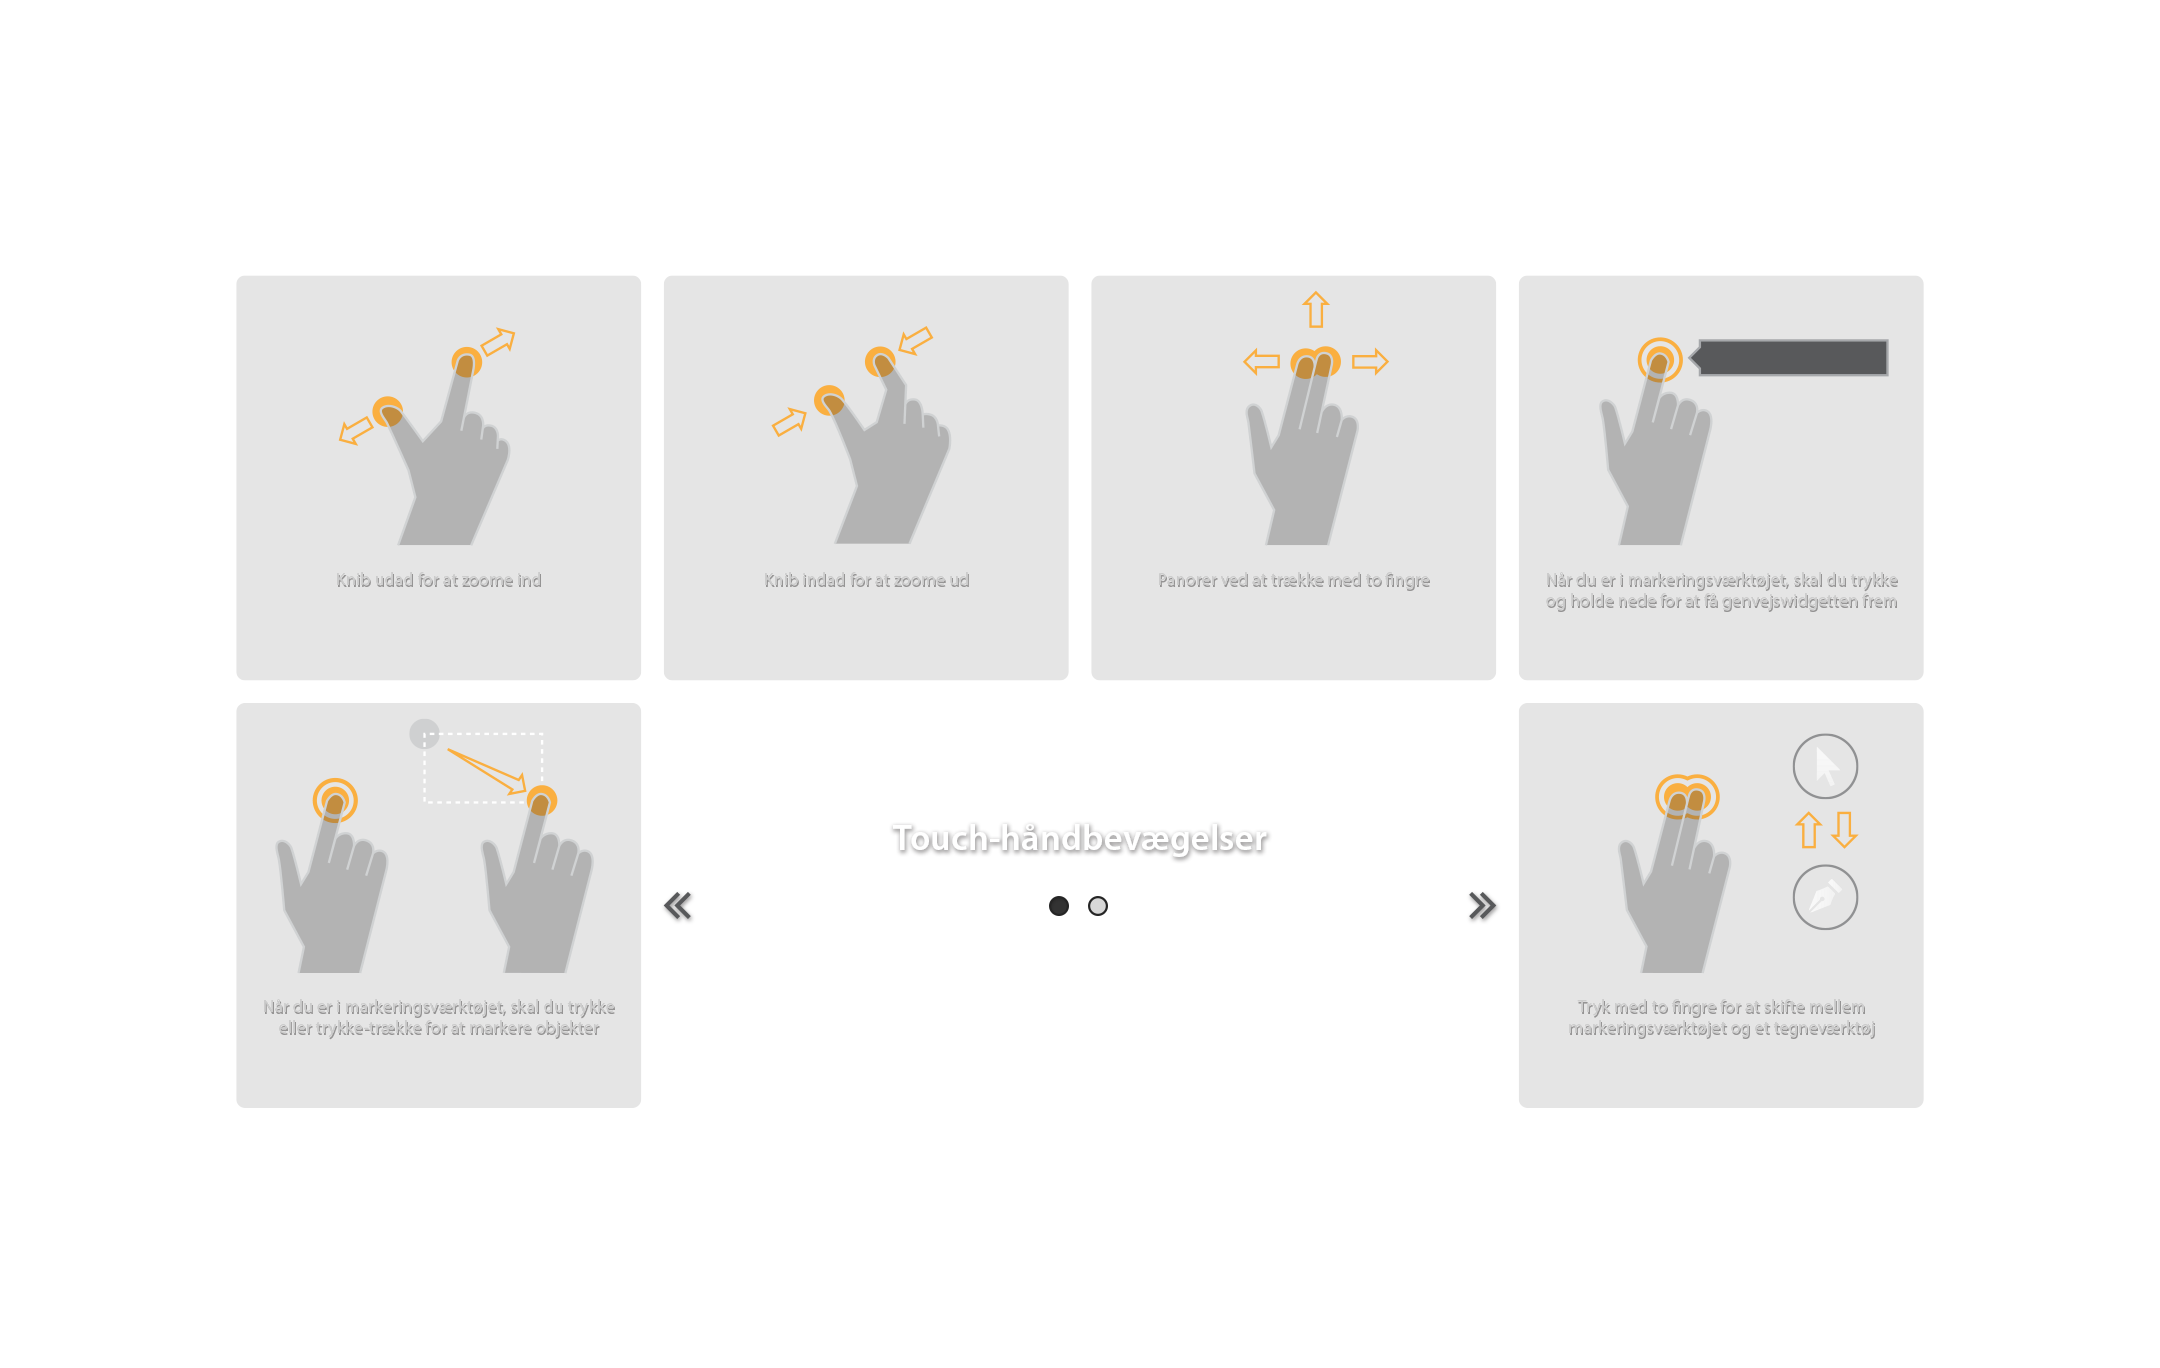 Knib udad for at zoome ind
Knib indad for at zoome ud
Panorer ved at trække med to fingre
Når du er i markeringsværktøjet, skal du trykke
og holde nede for at få genvejswidgetten frem
Når du er i markeringsværktøjet, skal du trykke
eller trykke-trække for at markere objekter
Touch-håndbevægelser
Tryk med to fingre for at skifte mellem
markeringsværktøjet og et tegneværktøj